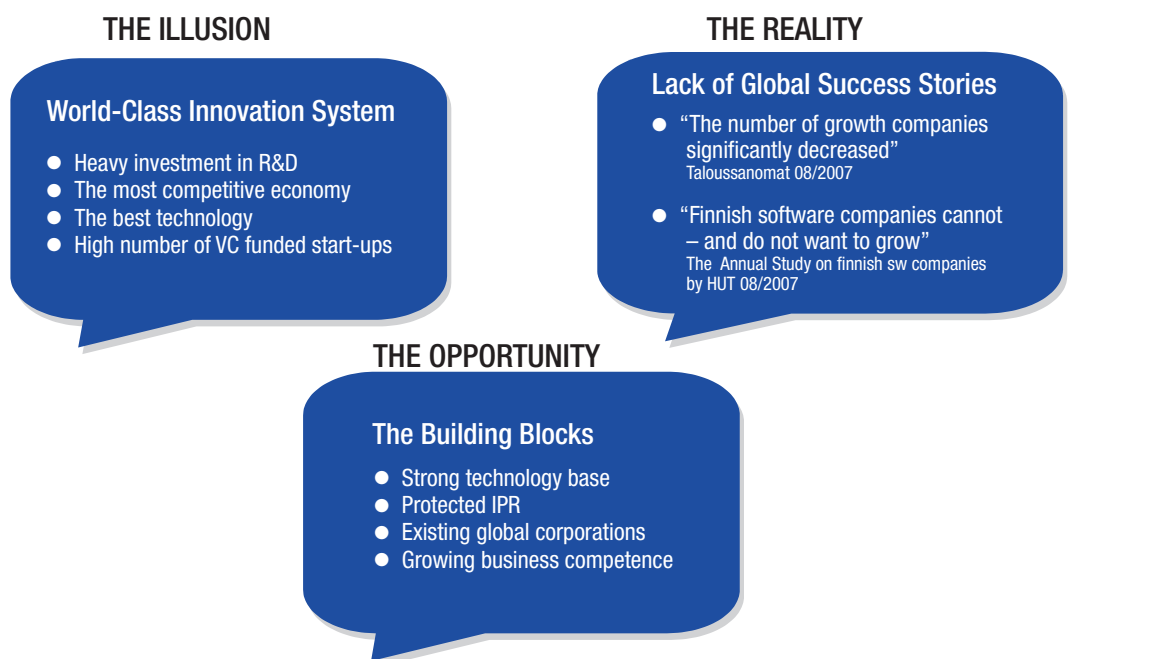 THE ILLUSION
World-Class Innovation System
● Heavy investment in R&D
● The most competitive economy
● The best technology
● High number of VC funded start-ups
THE REALITY
Lack of Global Success Stories
● “The number of growth companies
significantly decreased”
Taloussanomat 08/2007
● “Finnish software companies cannot
– and do not want to grow”
The Annual Study on finnish sw companies
by HUT 08/2007
THE OPPORTUNITY
The Building Blocks
● Strong technology base
● Protected IPR
● Existing global corporations
● Growing business competence